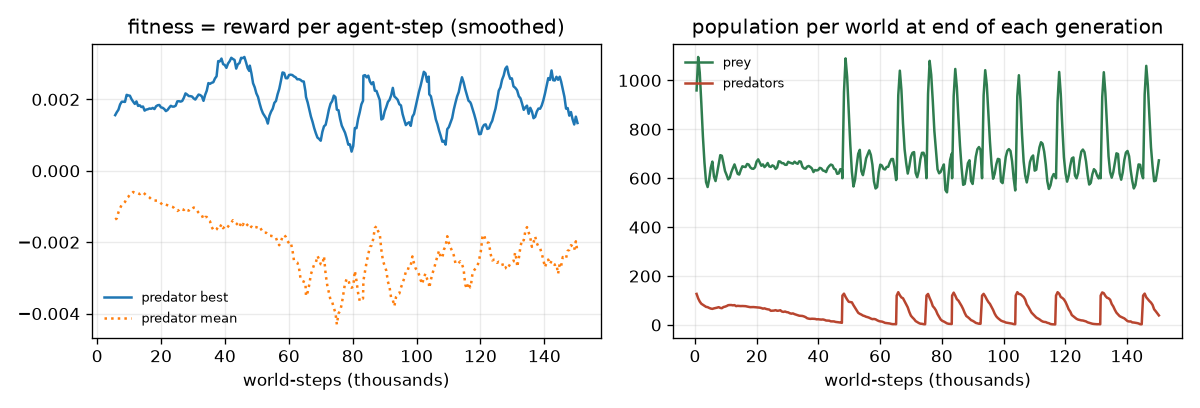 fitness = reward per agent-step (smoothed)
0.002
0.000
−0.002
−0.004
predator best
predator mean
0 20 40 60 80 100 120 140
world-steps (thousands)
population per world at end of each generation
1000
800
600
400
200
0
prey
predators
0 20 40 60 80 100 120 140
world-steps (thousands)